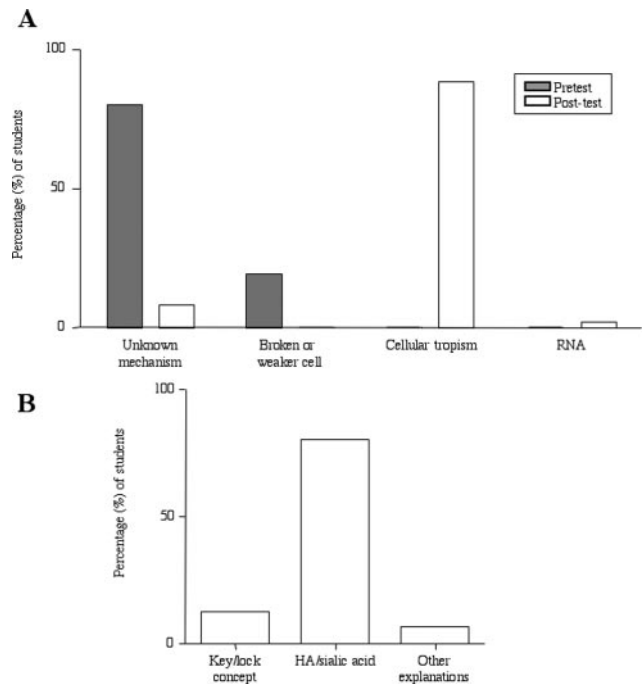 A
100
50
0
Percentage (%) of students
Pretest
Post-test
Unknown
mechanism
Broken or
weaker cell
Cellular tropism
RNA
B
100
50
0
Percentage (%) of students
Key/lock
concept
HA/sialic acid
Other
explanations